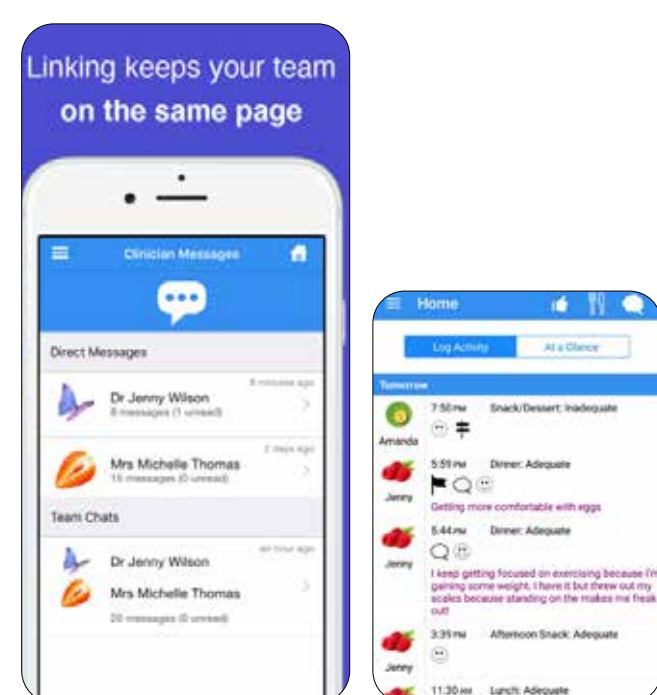 Linking keeps your team
on the same page
Clinician Messages
Direct Messages
8 minutes ago
Dr Jenny Wilson
8 messages (1 unread)
2 days ago
Mrs Michelle Thomas
16 messages (0 unread)
Team Chats
an hour ago
Dr Jenny Wilson
Mrs Michelle Thomas
20 messages (0 unread)
Home
Log Activity
At a Glance
Tomorrow
7:50 PM Snack/Dessert: Inadequate
Amanda
5:59 PM Dinner: Adequate
Jenny
Getting more comfortable with eggs
5:44 PM Dinner: Adequate
Jenny
I keep getting focused on exercising because i'm
gaining some weight. I have it but threw out my
scales because standing on the makes me freak
out!
3:39 PM Afternoon Snack: Adequate
Jenny
11:30 AM Lunch: Adequate